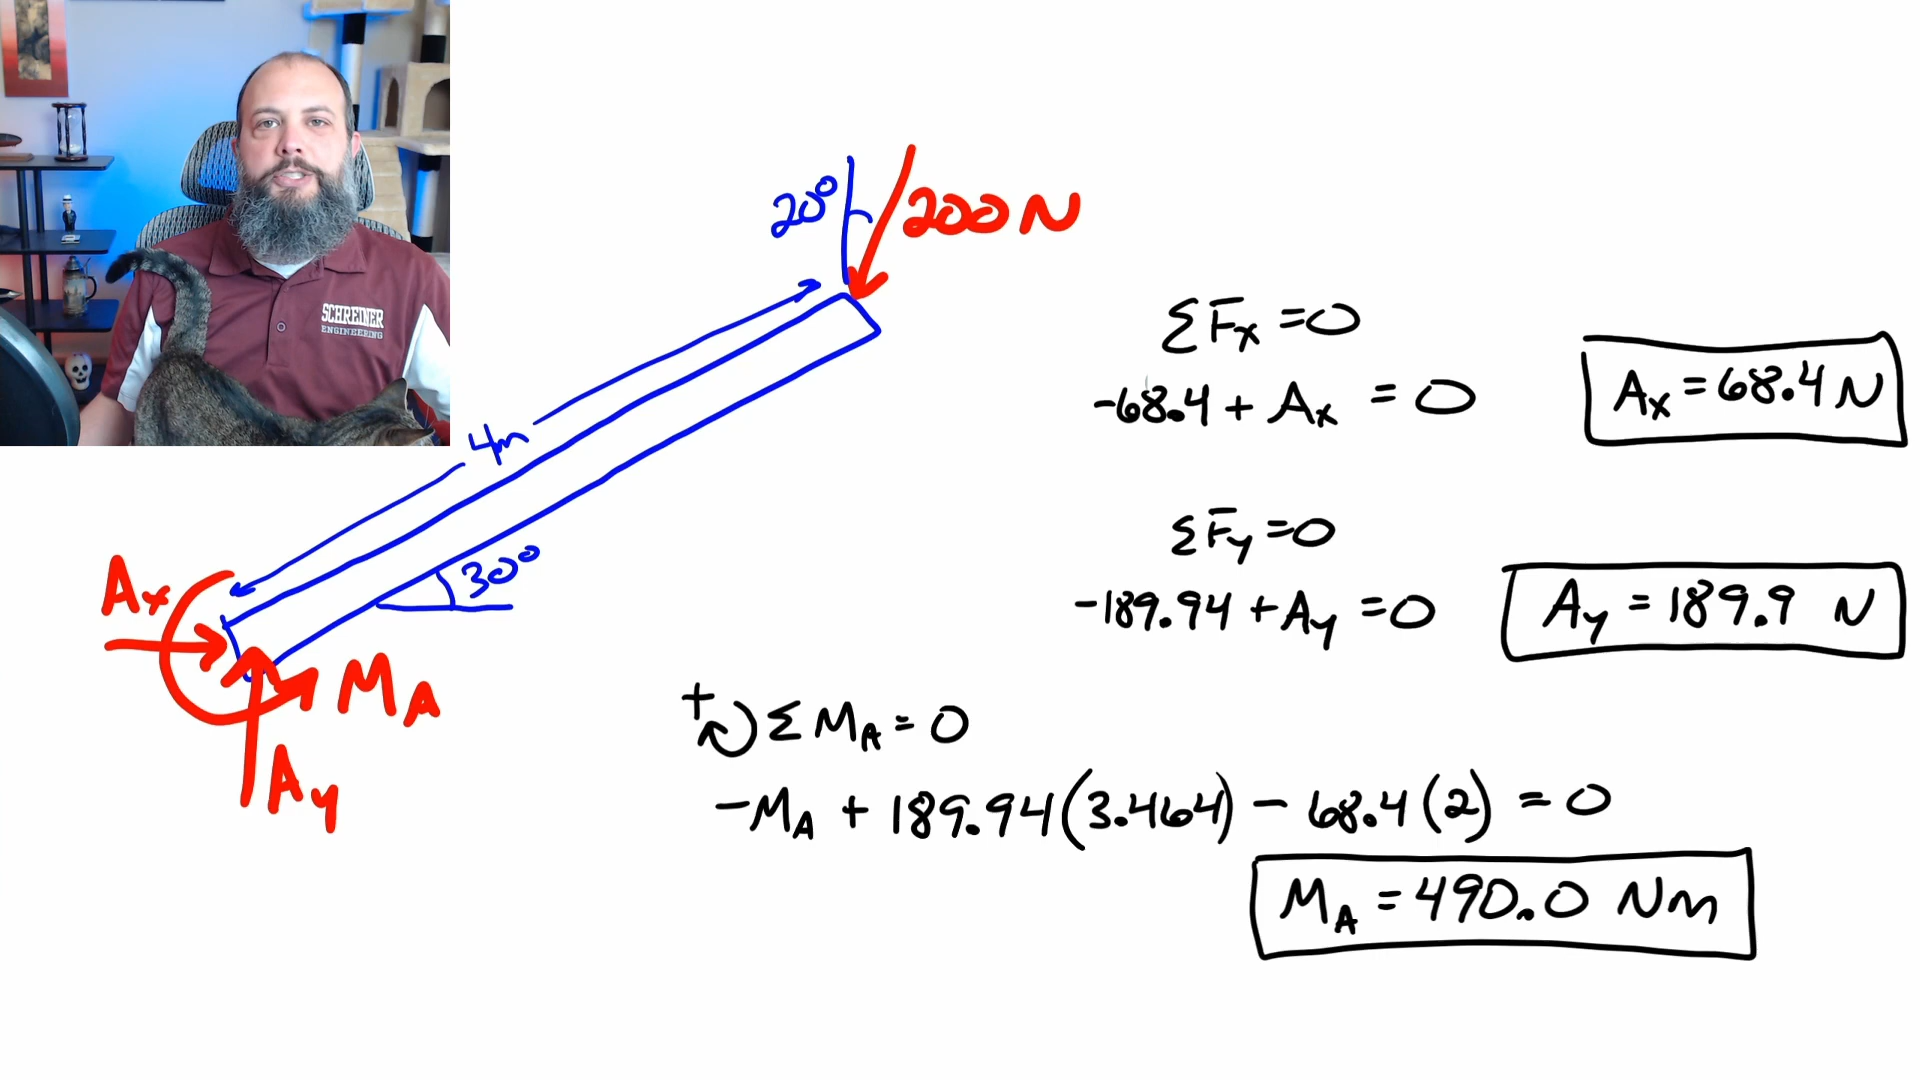 SCHREINER
ENGINEERING
20°
200 N
4m
30°
Ax
MA
Ay
ΣFx = 0
-68.4 + Ax = 0
Ax = 68.4 N
ΣFy = 0
-189.94 + Ay = 0
Ay = 189.9 N
+↻ ΣMA = 0
-MA + 189.94(3.464) - 68.4(2) = 0
MA = 490.0 Nm